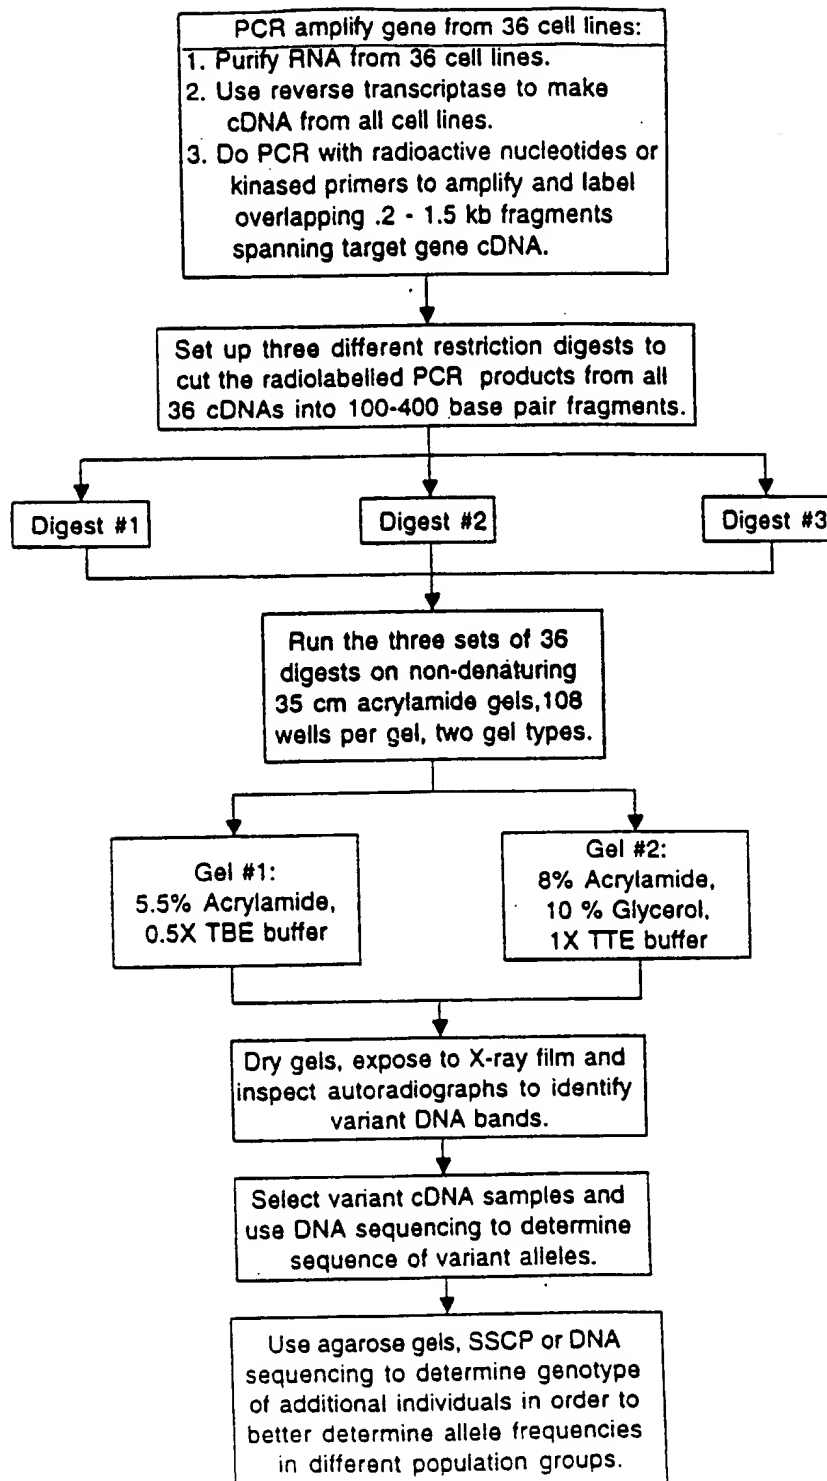 PCR amplify gene from 36 cell lines:
1. Purify RNA from 36 cell lines.
2. Use reverse transcriptase to make
cDNA from all cell lines.
3. Do PCR with radioactive nucleotides or
kinased primers to amplify and label
overlapping .2 - 1.5 kb fragments
spanning target gene cDNA.
Set up three different restriction digests to
cut the radiolabelled PCR products from all
36 cDNAs into 100-400 base pair fragments.
Digest #1
Digest #2
Digest #3
Run the three sets of 36
digests on non-denaturing
35 cm acrylamide gels,108
wells per gel, two gel types.
Gel #1:
5.5% Acrylamide,
0.5X TBE buffer
Gel #2:
8% Acrylamide,
10 % Glycerol,
1X TTE buffer
Dry gels, expose to X-ray film and
inspect autoradiographs to identify
variant DNA bands.
Select variant cDNA samples and
use DNA sequencing to determine
sequence of variant alleles.
Use agarose gels, SSCP or DNA
sequencing to determine genotype
of additional individuals in order to
better determine allele frequencies
in different population groups.